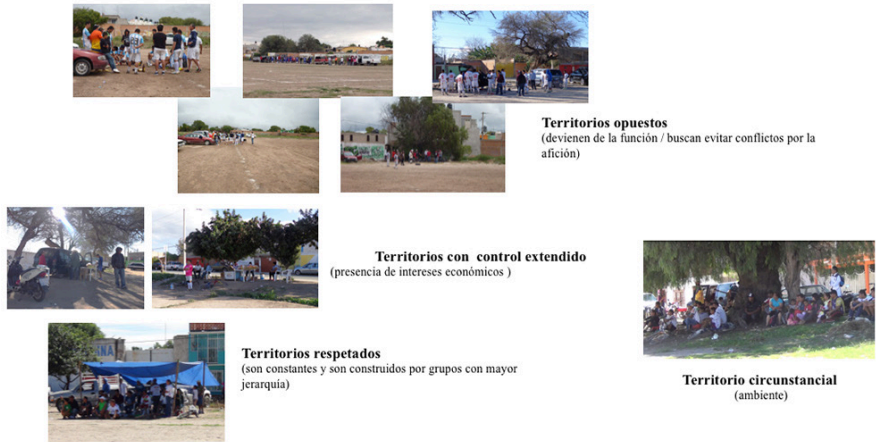 Territorios opuestos
(devienen de la función / buscan evitar conflictos por la
afición)
Territorios con control extendido
(presencia de intereses económicos )
Territorios respetados
(son constantes y son construidos por grupos con mayor
jerarquía)
Territorio circunstancial
(ambiente)